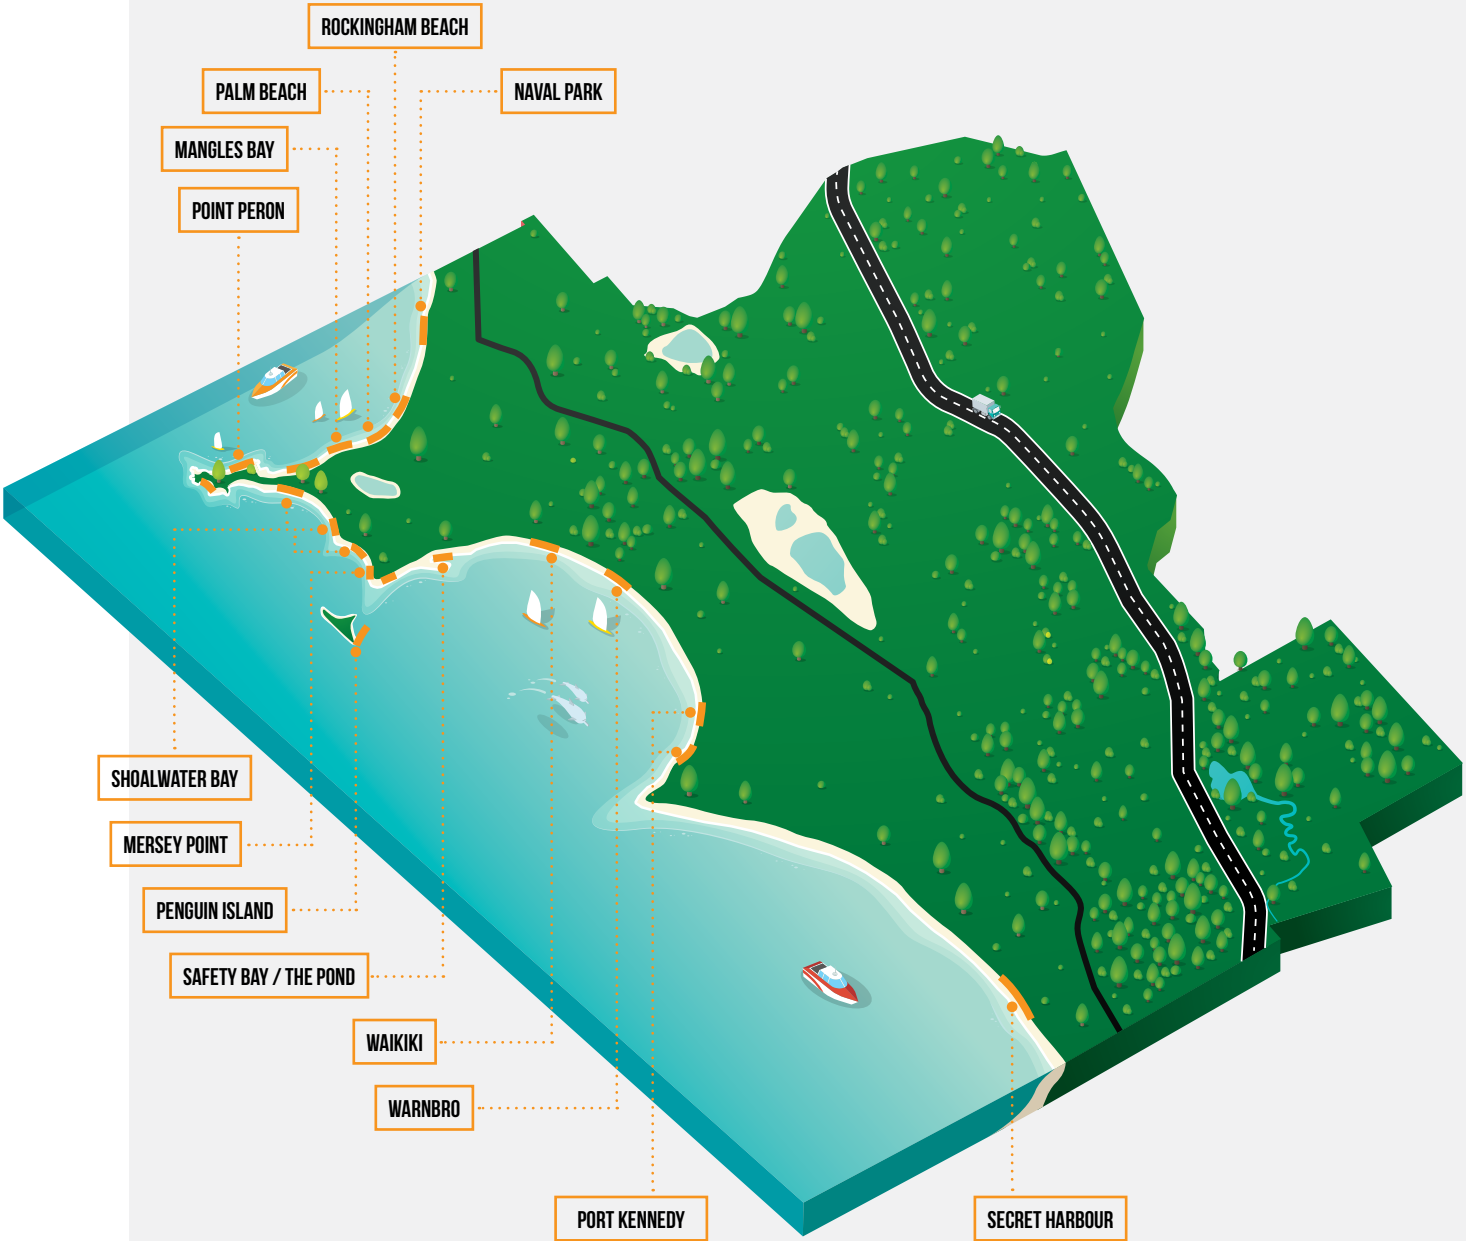 ROCKINGHAM BEACH
PALM BEACH
NAVAL PARK
MANGLES BAY
POINT PERON
SHOALWATER BAY
MERSEY POINT
PENGUIN ISLAND
SAFETY BAY / THE POND
WAIKIKI
WARNBRO
PORT KENNEDY
SECRET HARBOUR